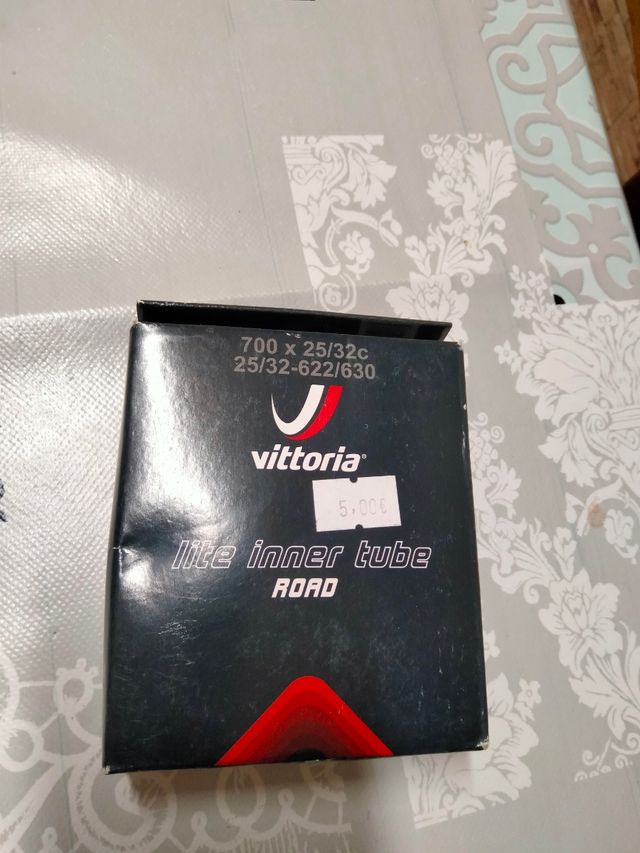 700 x 25/32c
25/32-622/630
vittoria®
5,00€
lite inner tube
ROAD